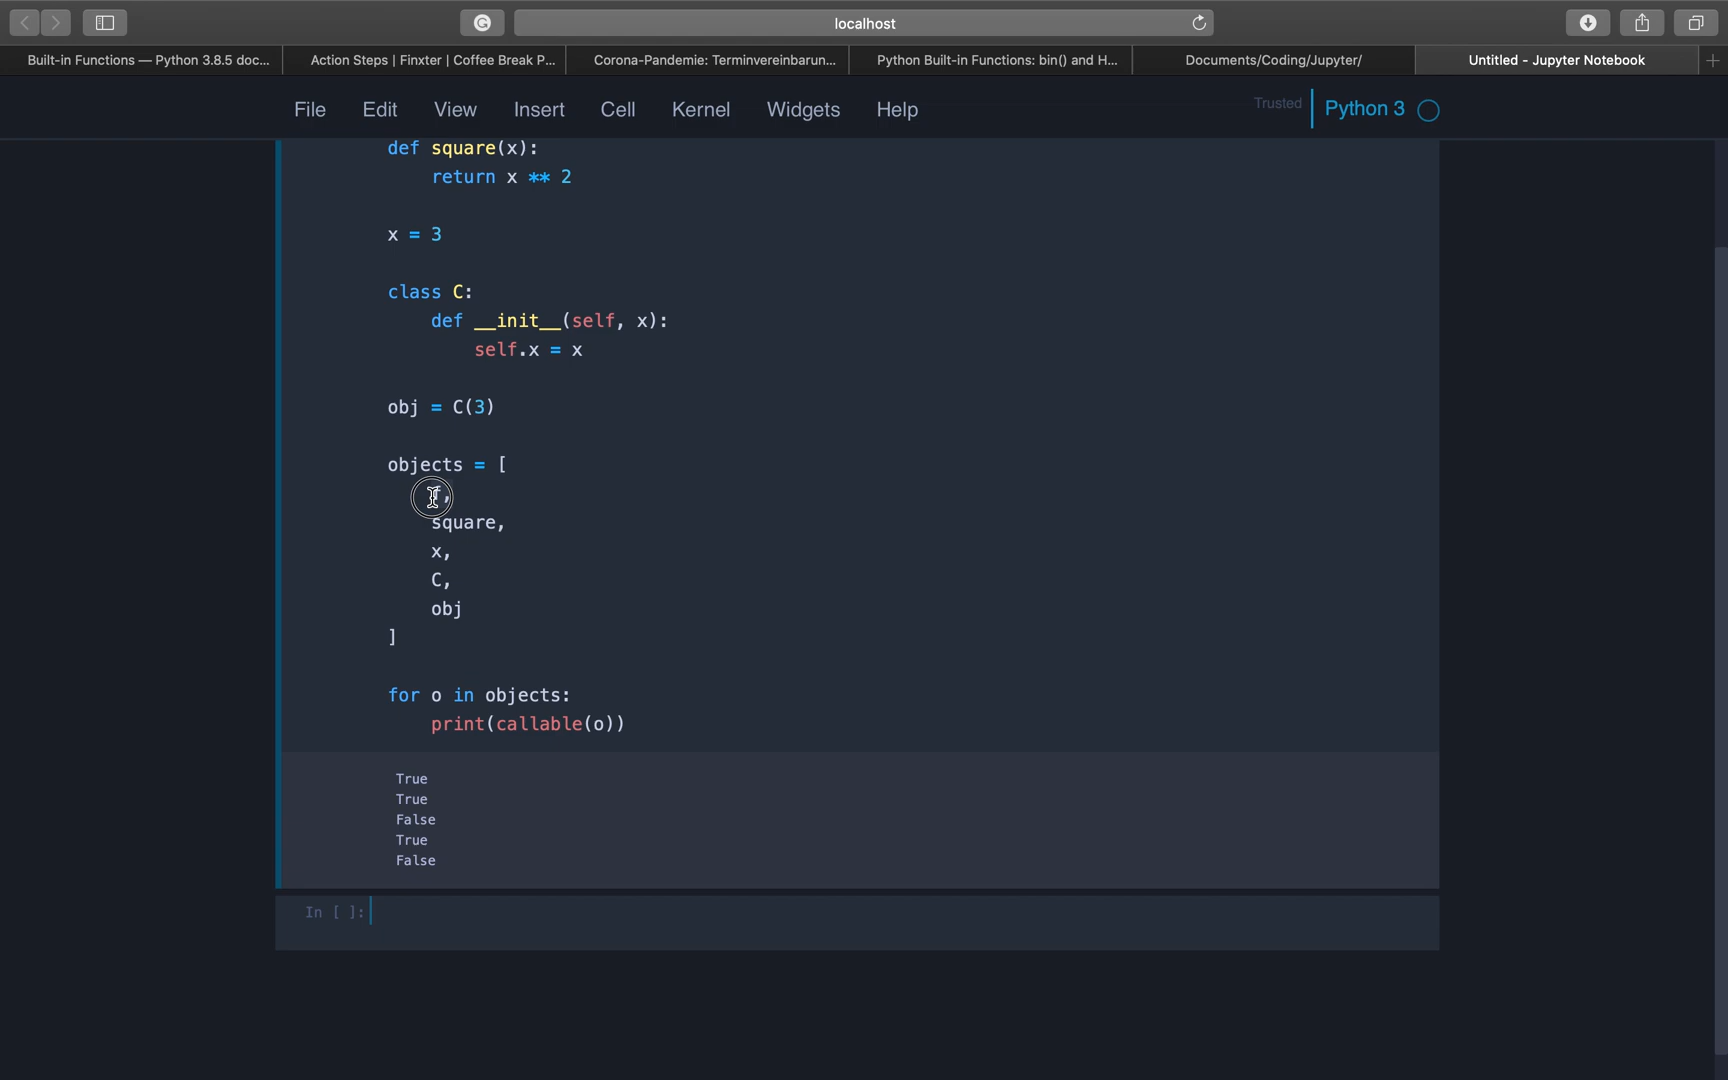 localhost
Built-in Functions — Python 3.8.5 doc...
Action Steps | Finxter | Coffee Break P...
Corona-Pandemie: Terminvereinbarun...
Python Built-in Functions: bin() and H...
Documents/Coding/Jupyter/
Untitled - Jupyter Notebook
File Edit View Insert Cell Kernel Widgets Help Trusted Python 3
def square(x):
    return x ** 2
x = 3
class C:
    def __init__(self, x):
        self.x = x
obj = C(3)
objects = [
    square,
    x,
    C,
    obj
]
for o in objects:
    print(callable(o))
True
True
False
True
False
In [ ]: